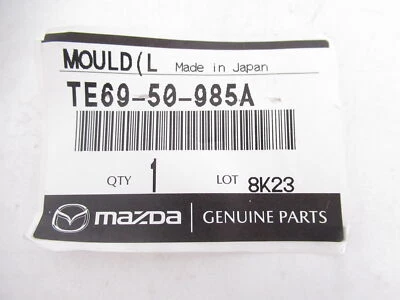 MOULD(L Made in Japan
TE69-50-985A
QTY 1 LOT 8K23
mazda GENUINE PARTS